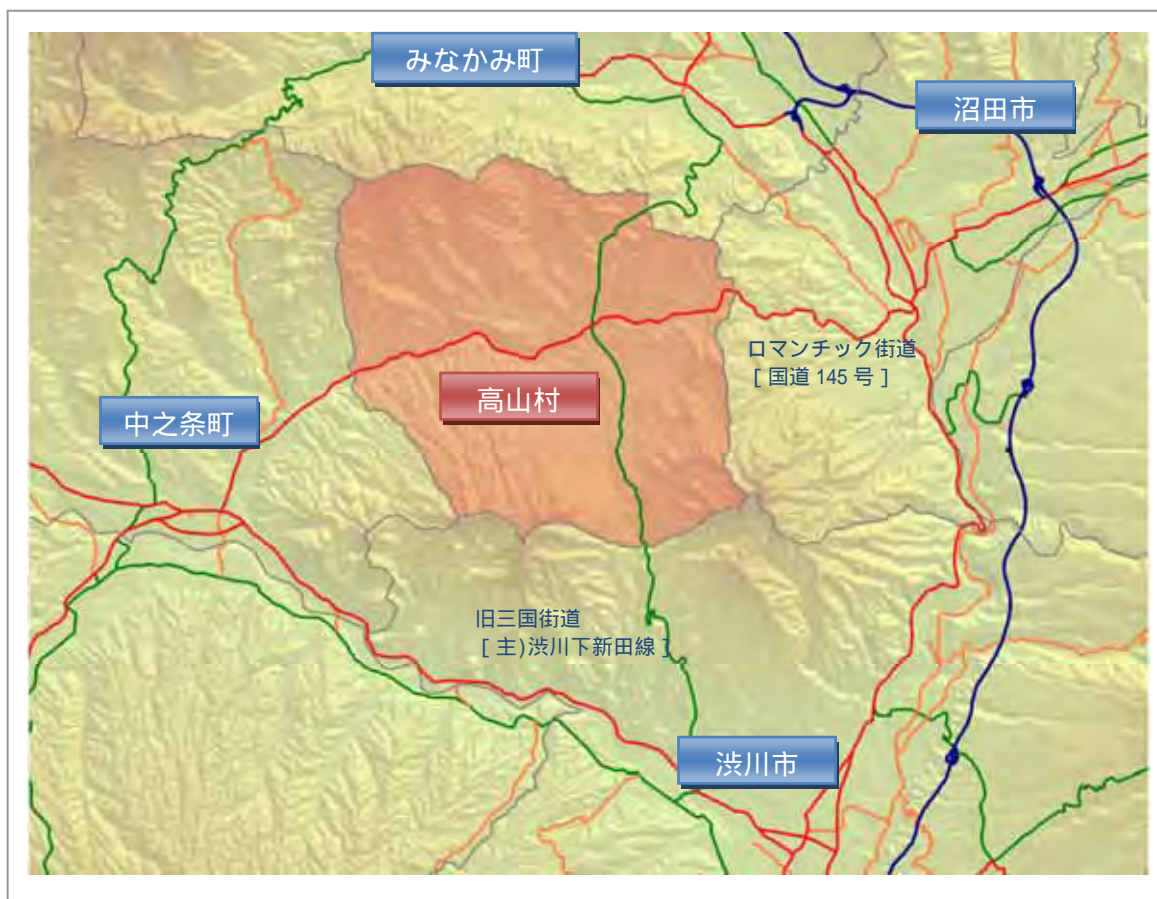 みなかみ町
沼田市
ロマンチック街道
[ 国道 145 号 ]
高山村
中之条町
旧三国街道
[ 主)渋川下新田線 ]
渋川市